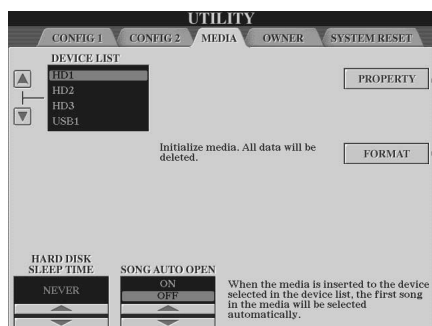 UTILITY
CONFIG 1 CONFIG 2 MEDIA OWNER SYSTEM RESET
DEVICE LIST
HD1
HD2
HD3
USB1
PROPERTY
Initialize media. All data will be
deleted.
FORMAT
HARD DISK
SLEEP TIME
NEVER
SONG AUTO OPEN
ON
OFF
When the media is inserted to the device
selected in the device list, the first song
in the media will be selected
automatically.